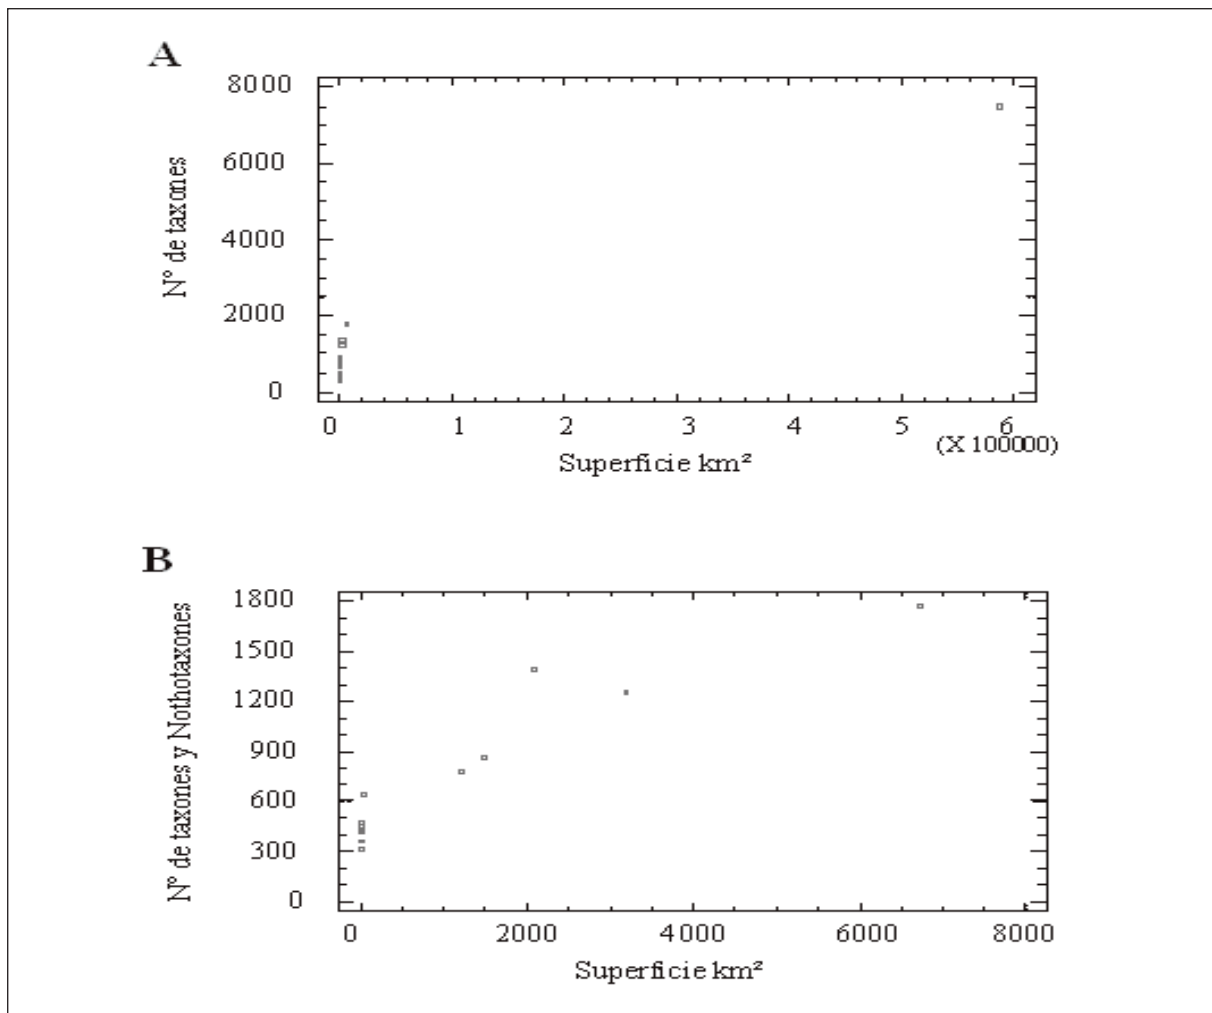 A
8000
6000
4000
2000
0
N° de taxones
0 1 2 3 4 5 6
(X 100000)
Superficie km²
B
1800
1500
1200
900
600
300
0
N° de taxones y Nothotaxones
0 2000 4000 6000 8000
Superficie km²